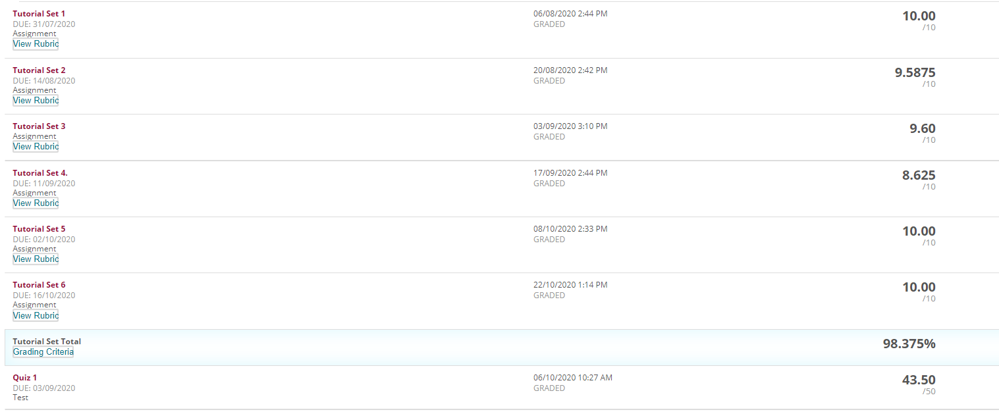 Tutorial Set 1
06/08/2020 2:44 PM
10.00
DUE: 31/07/2020
GRADED
/10
Assignment
View Rubric
Tutorial Set 2
20/08/2020 2:42 PM
9.5875
DUE: 14/08/2020
GRADED
/10
Assignment
View Rubric
Tutorial Set 3
03/09/2020 3:10 PM
9.60
Assignment
GRADED
/10
View Rubric
Tutorial Set 4.
17/09/2020 2:44 PM
8.625
DUE: 11/09/2020
GRADED
/10
Assignment
View Rubric
Tutorial Set 5
08/10/2020 2:33 PM
10.00
DUE: 02/10/2020
GRADED
/10
Assignment
View Rubric
Tutorial Set 6
22/10/2020 1:14 PM
10.00
DUE: 16/10/2020
GRADED
/10
Assignment
View Rubric
Tutorial Set Total
98.375%
Grading Criteria
Quiz 1
06/10/2020 10:27 AM
43.50
DUE: 03/09/2020
GRADED
/50
Test